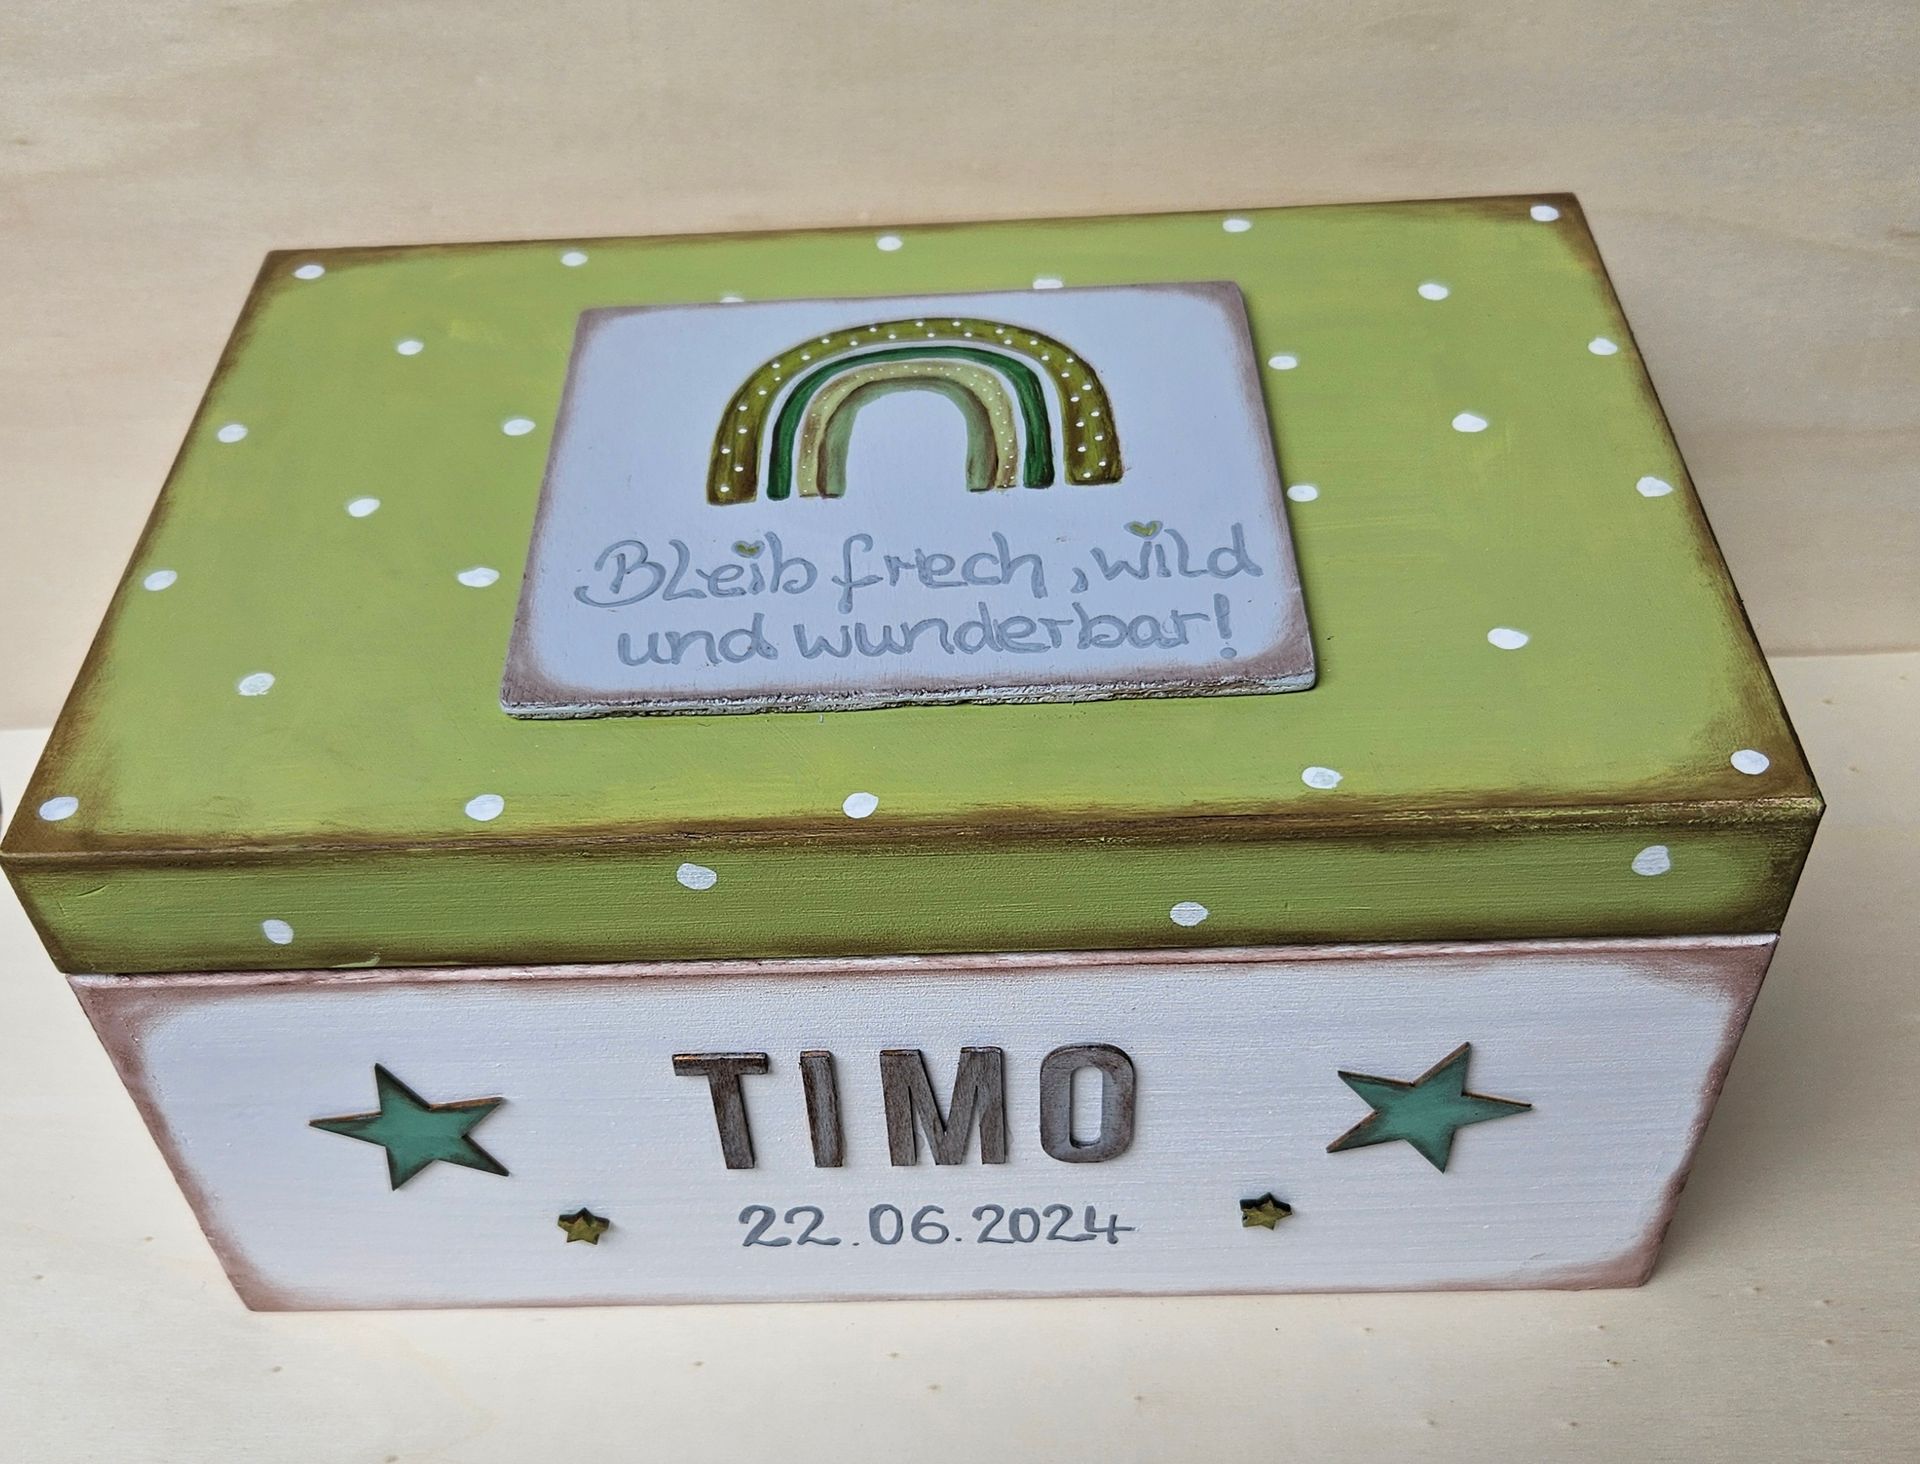 Bleib frech, wild
und wunderbar!
TIMO
22.06.2024